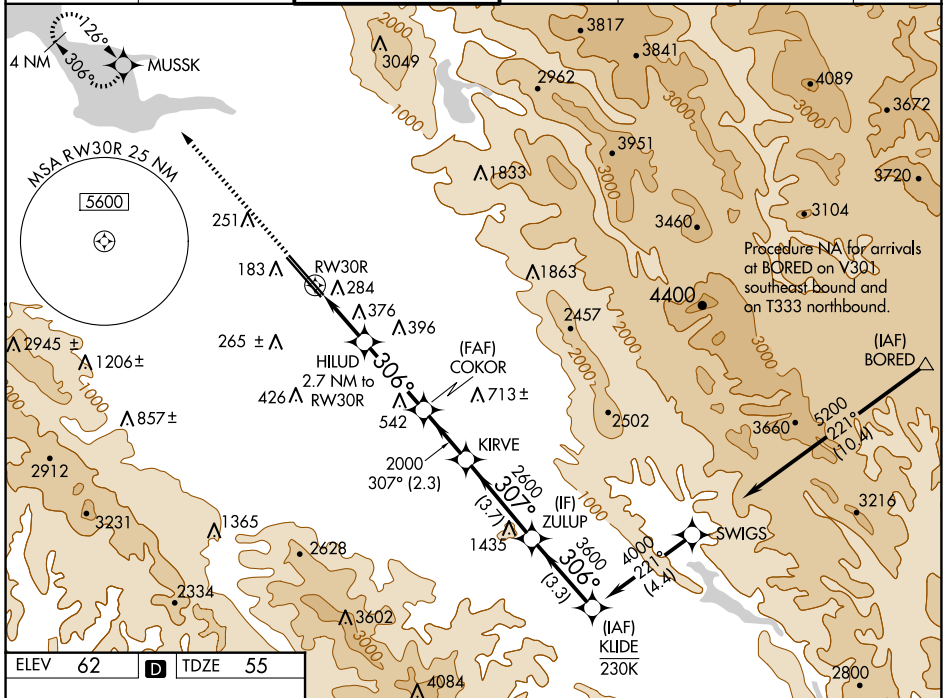 126°
4 NM
306°
MUSSK
3049
2000
1000
3817
3841
2962
4089
3000
3672
3951
3000
3720
1833
3104
3460
MSA RW30R 25 NM
5600
251
183
RW30R
284
376
396
265 ±
HILUD
2.7 NM to
RW30R
306°
(FAF)
COKOR
426
542
713 ±
1863
2457
2000
2502
4400
3000
Procedure NA for arrivals
at BORED on V301
southeast bound and
on T333 northbound.
(IAF)
BORED
5200
221°
(10.4)
3660
3216
2945 ±
1206 ±
1000
857 ±
2912
3231
1365
2334
2628
3602
3000
4084
KIRVE
2000
307° (2.3)
2600
307°
(3.7)
1435
(IF)
ZULUP
3600
306°
(3.3)
1000
SWIGS
4000
221°
(4.4)
(IAF)
KLIDE
230K
2000
2800
ELEV 62
D
TDZE 55